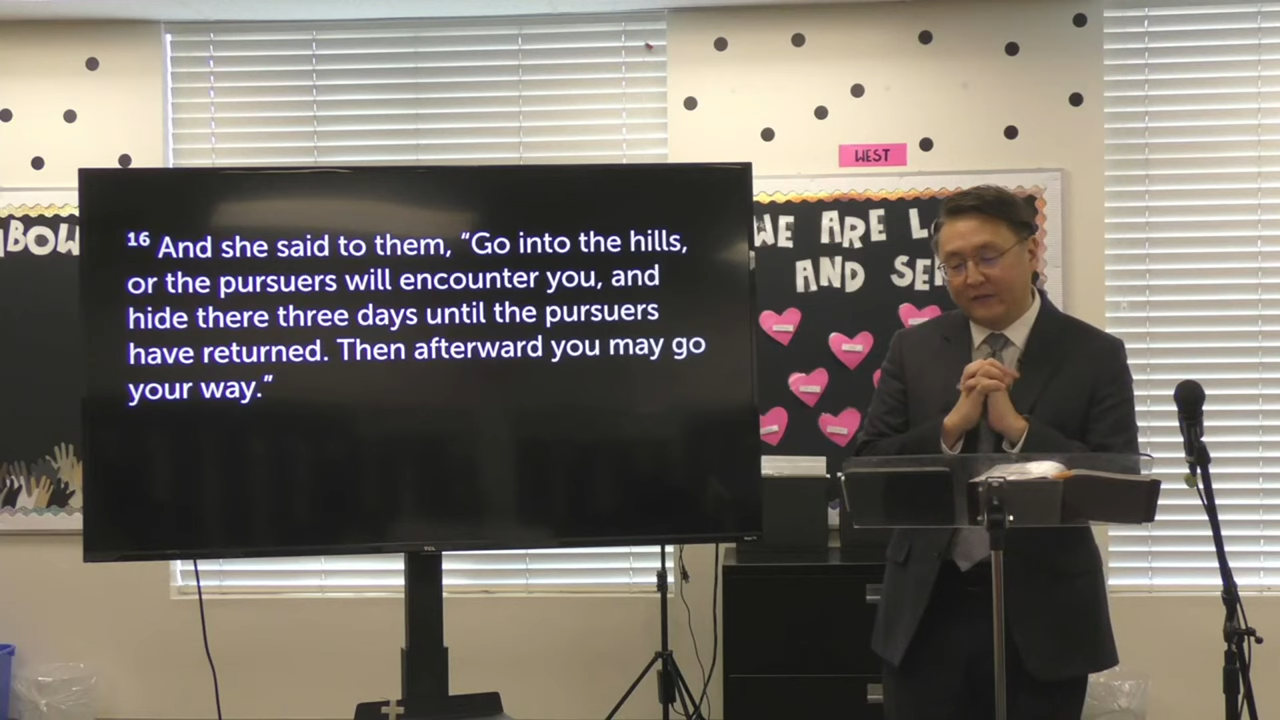 WEST
BOW
WE ARE
AND
16 And she said to them, “Go into the hills,
or the pursuers will encounter you, and
hide there three days until the pursuers
have returned. Then afterward you may go
your way.”
TCL